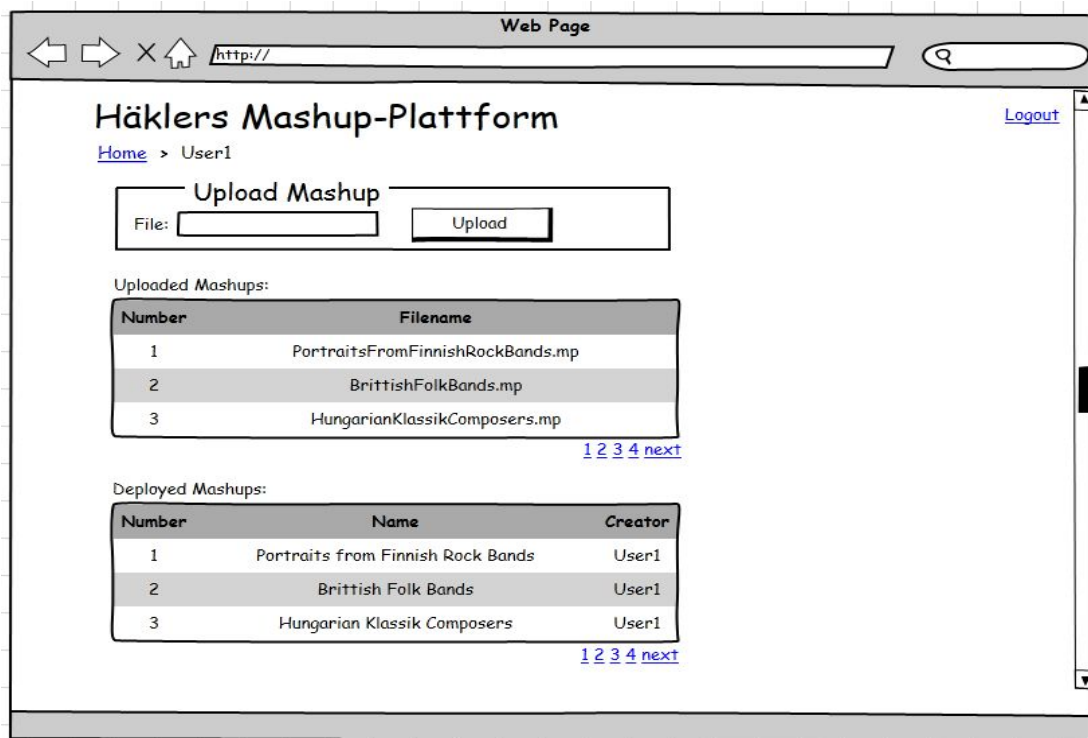 Web Page
http://
Häklers Mashup-Plattform
Logout
Home > User1
Upload Mashup
File:
Upload
Uploaded Mashups:
Number Filename
1 PortraitsFromFinnishRockBands.mp
2 BrittishFolkBands.mp
3 HungarianKlassikComposers.mp
1 2 3 4 next
Deployed Mashups:
Number Name Creator
1 Portraits from Finnish Rock Bands User1
2 Brittish Folk Bands User1
3 Hungarian Klassik Composers User1
1 2 3 4 next